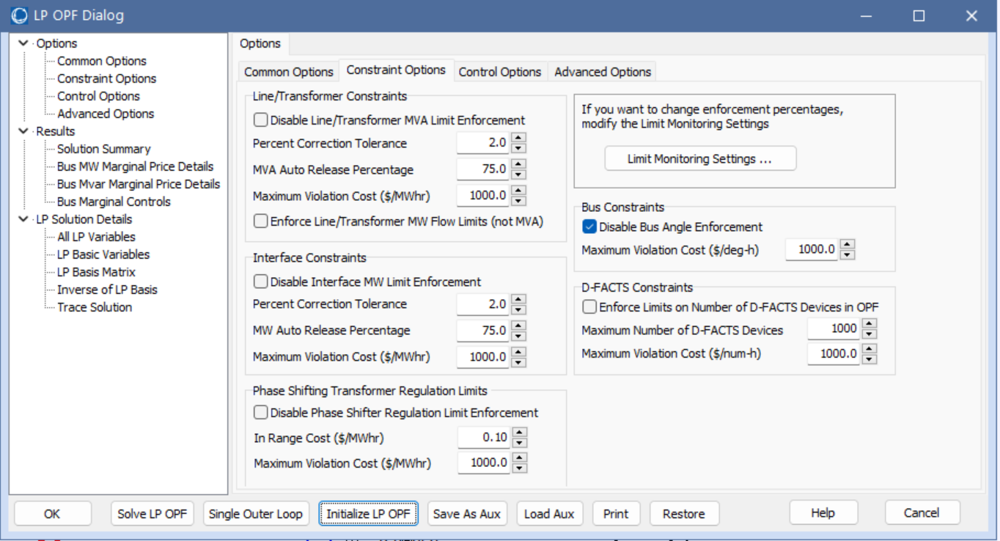 LP OPF Dialog
Options
Common Options
Constraint Options
Control Options
Advanced Options
Results
Solution Summary
Bus MW Marginal Price Details
Bus Mvar Marginal Price Details
Bus Marginal Controls
LP Solution Details
All LP Variables
LP Basic Variables
LP Basis Matrix
Inverse of LP Basis
Trace Solution
Options
Common Options Constraint Options Control Options Advanced Options
Line/Transformer Constraints
Disable Line/Transformer MVA Limit Enforcement
Percent Correction Tolerance 2.0
MVA Auto Release Percentage 75.0
Maximum Violation Cost ($/MWhr) 1000.0
Enforce Line/Transformer MW Flow Limits (not MVA)
Interface Constraints
Disable Interface MW Limit Enforcement
Percent Correction Tolerance 2.0
MW Auto Release Percentage 75.0
Maximum Violation Cost ($/MWhr) 1000.0
Phase Shifting Transformer Regulation Limits
Disable Phase Shifter Regulation Limit Enforcement
In Range Cost ($/MWhr) 0.10
Maximum Violation Cost ($/MWhr) 1000.0
If you want to change enforcement percentages,
modify the Limit Monitoring Settings
Limit Monitoring Settings ...
Bus Constraints
Disable Bus Angle Enforcement
Maximum Violation Cost ($/deg-h) 1000.0
D-FACTS Constraints
Enforce Limits on Number of D-FACTS Devices in OPF
Maximum Number of D-FACTS Devices 1000
Maximum Violation Cost ($/num-h) 1000.0
OK Solve LP OPF Single Outer Loop Initialize LP OPF Save As Aux Load Aux Print Restore Help Cancel